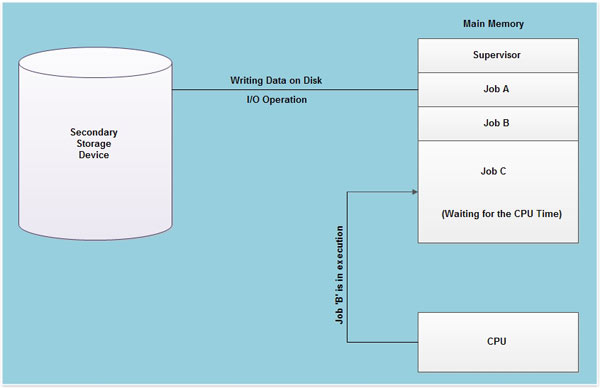 Main Memory
Supervisor
Writing Data on Disk
Job A
I/O Operation
Job B
Secondary
Storage
Device
Job C
(Waiting for the CPU Time)
Job 'B' is in execution
CPU